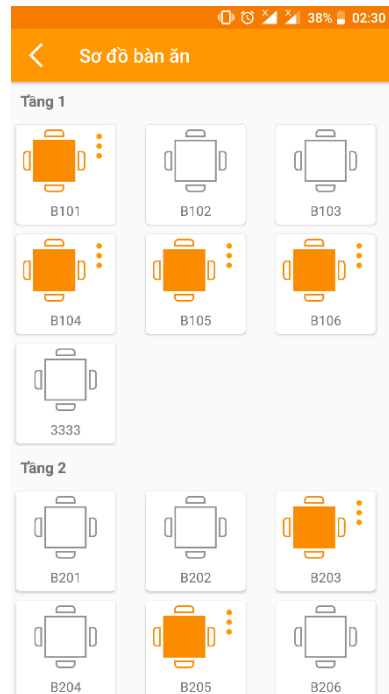 38% 02:30
Sơ đồ bàn ăn
Tầng 1
B101 B102 B103
B104 B105 B106
3333
Tầng 2
B201 B202 B203
B204 B205 B206